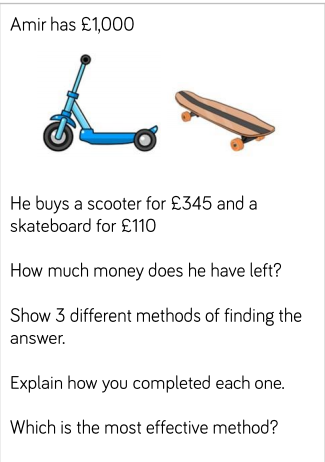 Amir has £1,000
He buys a scooter for £345 and a
skateboard for £110
How much money does he have left?
Show 3 different methods of finding the
answer.
Explain how you completed each one.
Which is the most effective method?